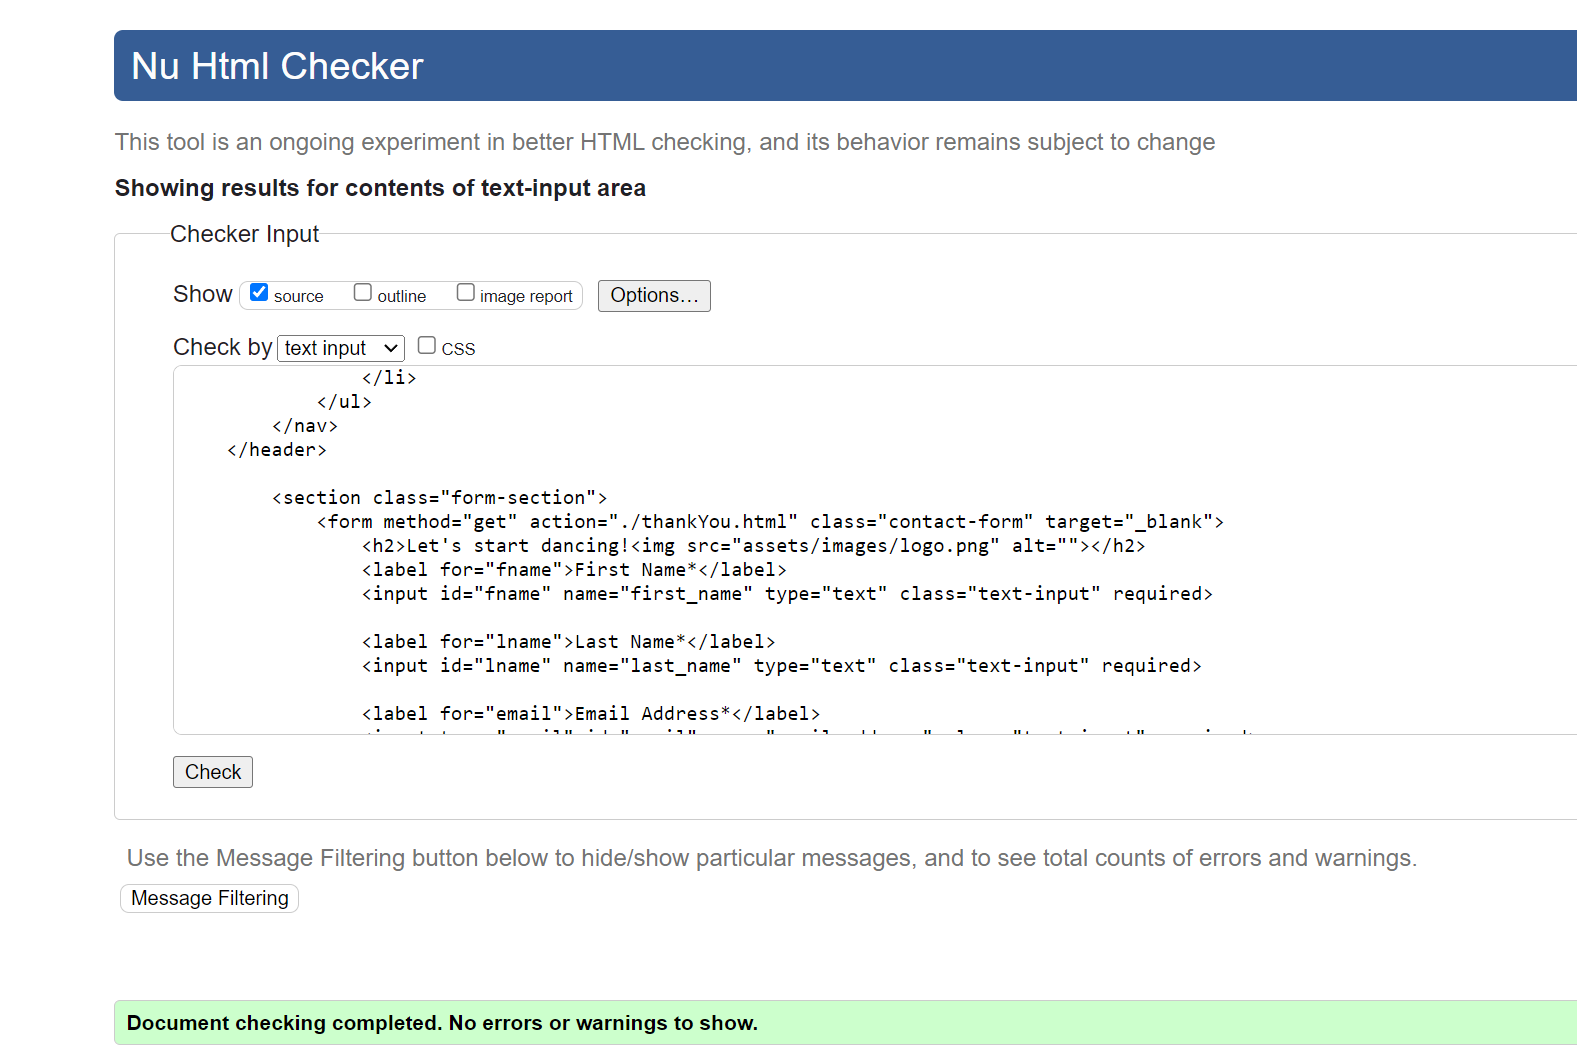 Nu Html Checker
This tool is an ongoing experiment in better HTML checking, and its behavior remains subject to change
Showing results for contents of text-input area
Checker Input
Show source outline image report Options...
Check by text input CSS
</li>
</ul>
</nav>
</header>
<section class="form-section">
<form method="get" action="./thankYou.html" class="contact-form" target="_blank">
<h2>Let's start dancing!<img src="assets/images/logo.png" alt=""></h2>
<label for="fname">First Name*</label>
<input id="fname" name="first_name" type="text" class="text-input" required>
<label for="lname">Last Name*</label>
<input id="lname" name="last_name" type="text" class="text-input" required>
<label for="email">Email Address*</label>
Check
Use the Message Filtering button below to hide/show particular messages, and to see total counts of errors and warnings.
Message Filtering
Document checking completed. No errors or warnings to show.